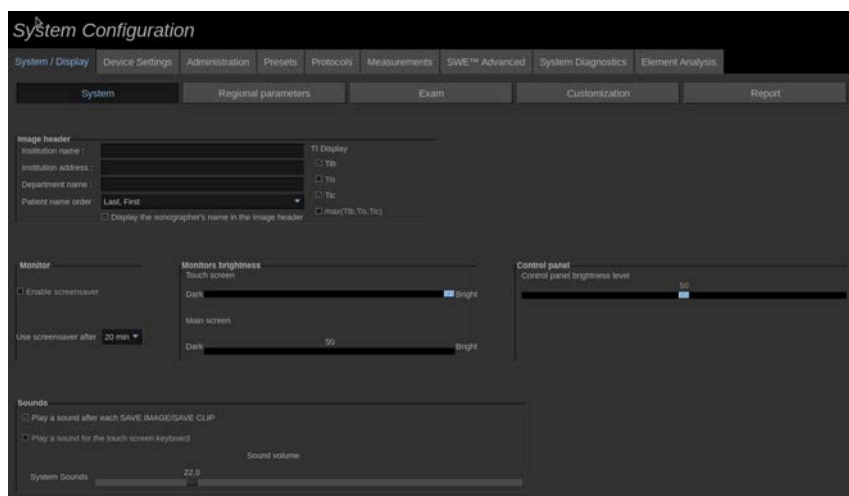 System Configuration
System / Display Device Settings Administration Presets Protocols Measurements SWE™ Advanced System Diagnostics Element Analysis
System Regional parameters Exam Customization Report
Image header
Institution name :
Institution address :
Department name :
Patient name order Last, First
Display the sonographer's name in the image header
TI Display
Tib
Tis
Tic
max(Tib,Tis,Tic)
Monitor
Enable screensaver
Use screensaver after 20 min
Monitors brightness
Touch screen
Dark Bright
Main screen
50
Dark Bright
Control panel
Control panel brightness level
50
Sounds
Play a sound after each SAVE IMAGE/SAVE CLIP
Play a sound for the touch screen keyboard
Sound volume
22.0
System Sounds